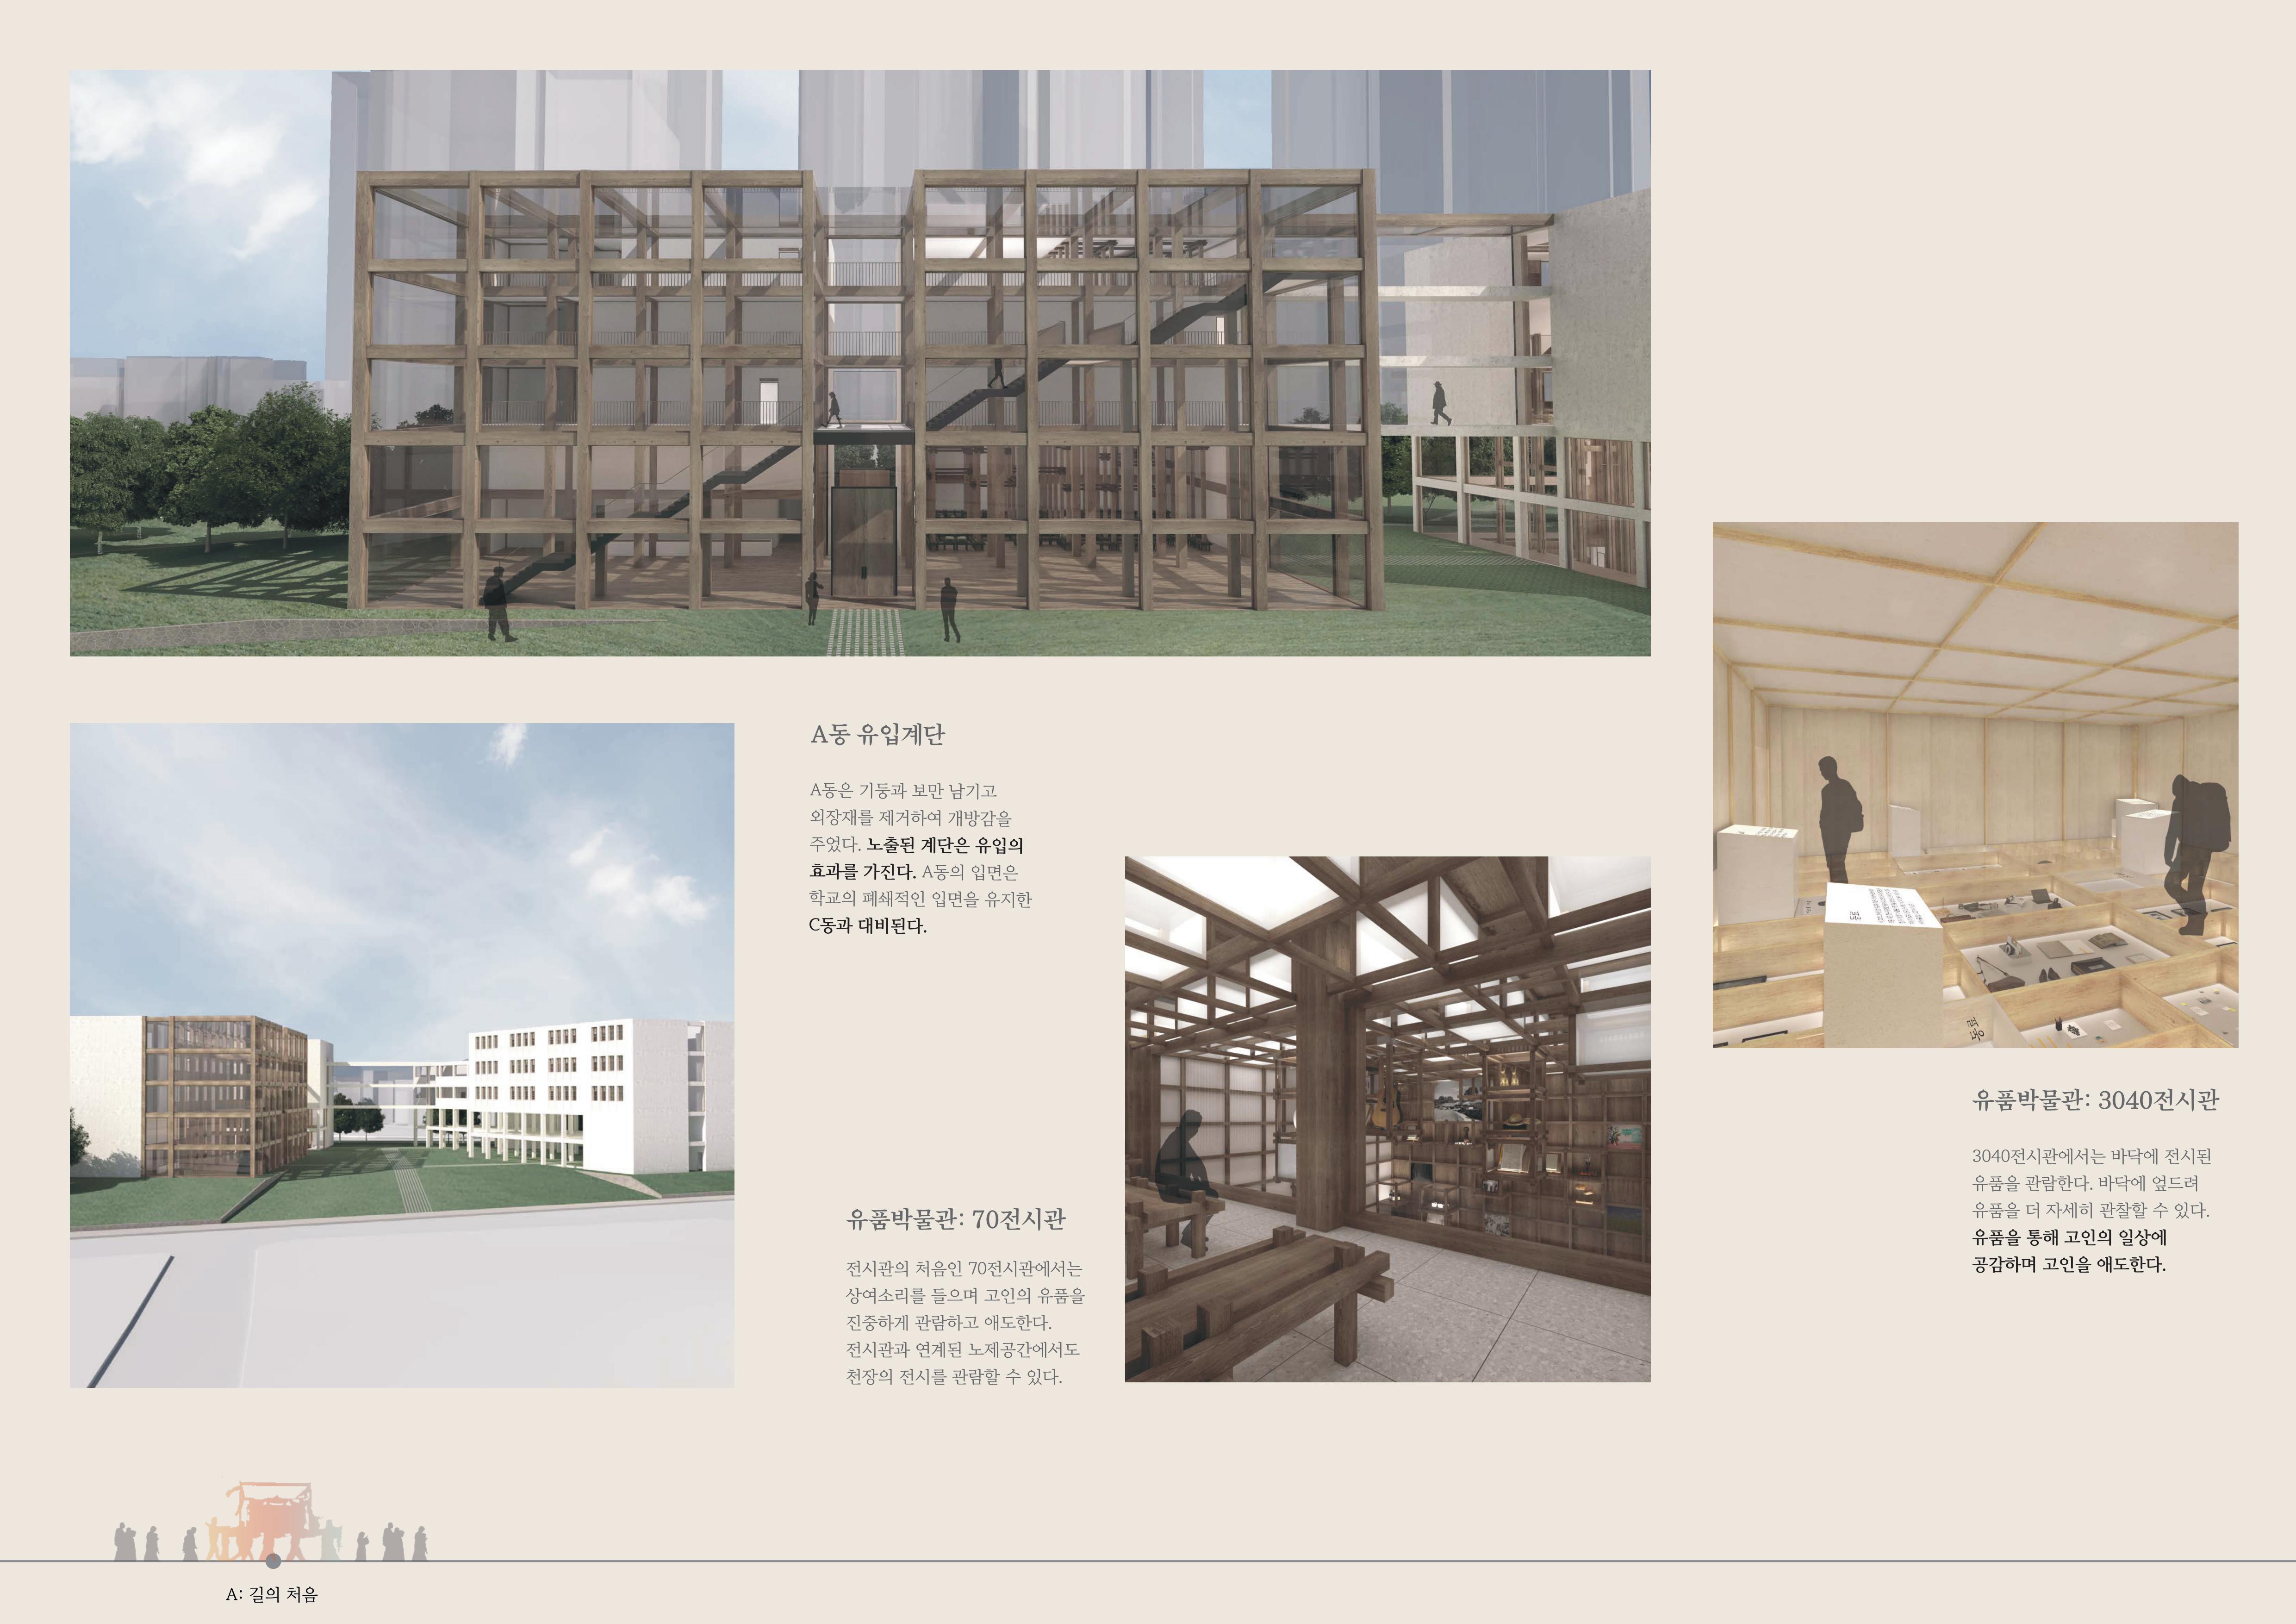 A동 유입계단
A동은 기둥과 보만 남기고
외장재를 제거하여 개방감을
주었다. 노출된 계단은 유입의
효과를 가진다. A동의 입면은
학교의 폐쇄적인 입면을 유지한
C동과 대비된다.
유품박물관: 70전시관
전시관의 처음인 70전시관에서는
상여소리를 들으며 고인의 유품을
진중하게 관람하고 애도한다.
전시관과 연계된 노제공간에서도
천장의 전시를 관람할 수 있다.
유품박물관: 3040전시관
3040전시관에서는 바닥에 전시된
유품을 관람한다. 바닥에 엎드려
유품을 더 자세히 관찰할 수 있다.
유품을 통해 고인의 일상에
공감하며 고인을 애도한다.
A: 길의 처음